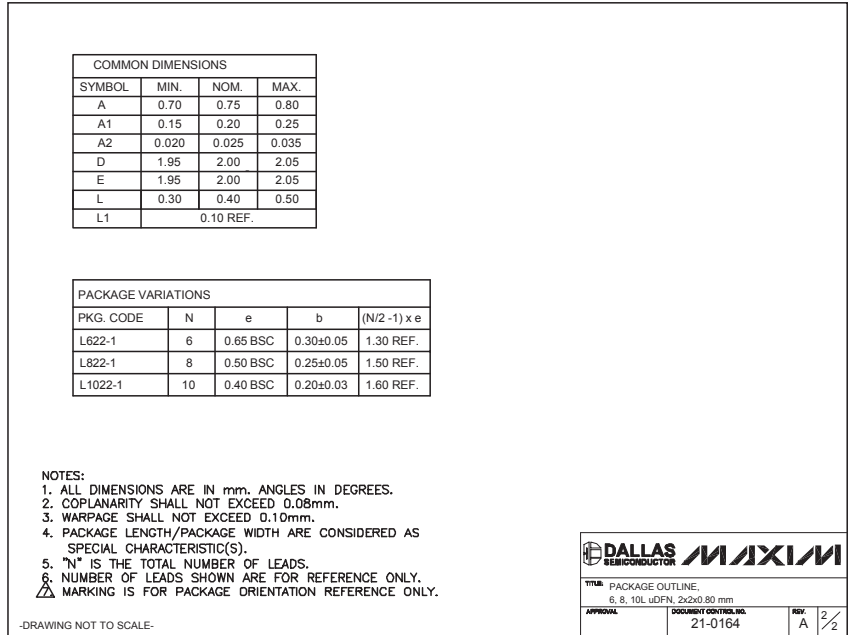 COMMON DIMENSIONS
SYMBOL MIN. NOM. MAX.
A 0.70 0.75 0.80
A1 0.15 0.20 0.25
A2 0.020 0.025 0.035
D 1.95 2.00 2.05
E 1.95 2.00 2.05
L 0.30 0.40 0.50
L1 0.10 REF.
PACKAGE VARIATIONS
PKG. CODE N e b (N/2 -1) x e
L622-1 6 0.65 BSC 0.30±0.05 1.30 REF.
L822-1 8 0.50 BSC 0.25±0.05 1.50 REF.
L1022-1 10 0.40 BSC 0.20±0.03 1.60 REF.
NOTES:
1. ALL DIMENSIONS ARE IN mm. ANGLES IN DEGREES.
2. COPLANARITY SHALL NOT EXCEED 0.08mm.
3. WARPAGE SHALL NOT EXCEED 0.10mm.
4. PACKAGE LENGTH/PACKAGE WIDTH ARE CONSIDERED AS
SPECIAL CHARACTERISTIC(S).
5. "N" IS THE TOTAL NUMBER OF LEADS.
6. NUMBER OF LEADS SHOWN ARE FOR REFERENCE ONLY.
7. MARKING IS FOR PACKAGE ORIENTATION REFERENCE ONLY.
-DRAWING NOT TO SCALE-
DALLAS SEMICONDUCTOR MAXIM
TITLE: PACKAGE OUTLINE,
6, 8, 10L uDFN, 2x2x0.80 mm
APPROVAL DOCUMENT CONTROL NO. REV.
21-0164 A 2/2